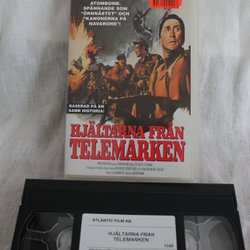 ATOMBOMB.
SPÄNNANDE SOM
"ÖRNNÄSTET" OCH
"KANONERNA PÅ
NAVARONE"!
BASERAD PÅ EN
SANN HISTORIA!
HJÄLTARNA FRÅN
TELEMARKEN
ATLANTIC FILM AB
HJÄLTARNA FRAN
TELEMARKEN